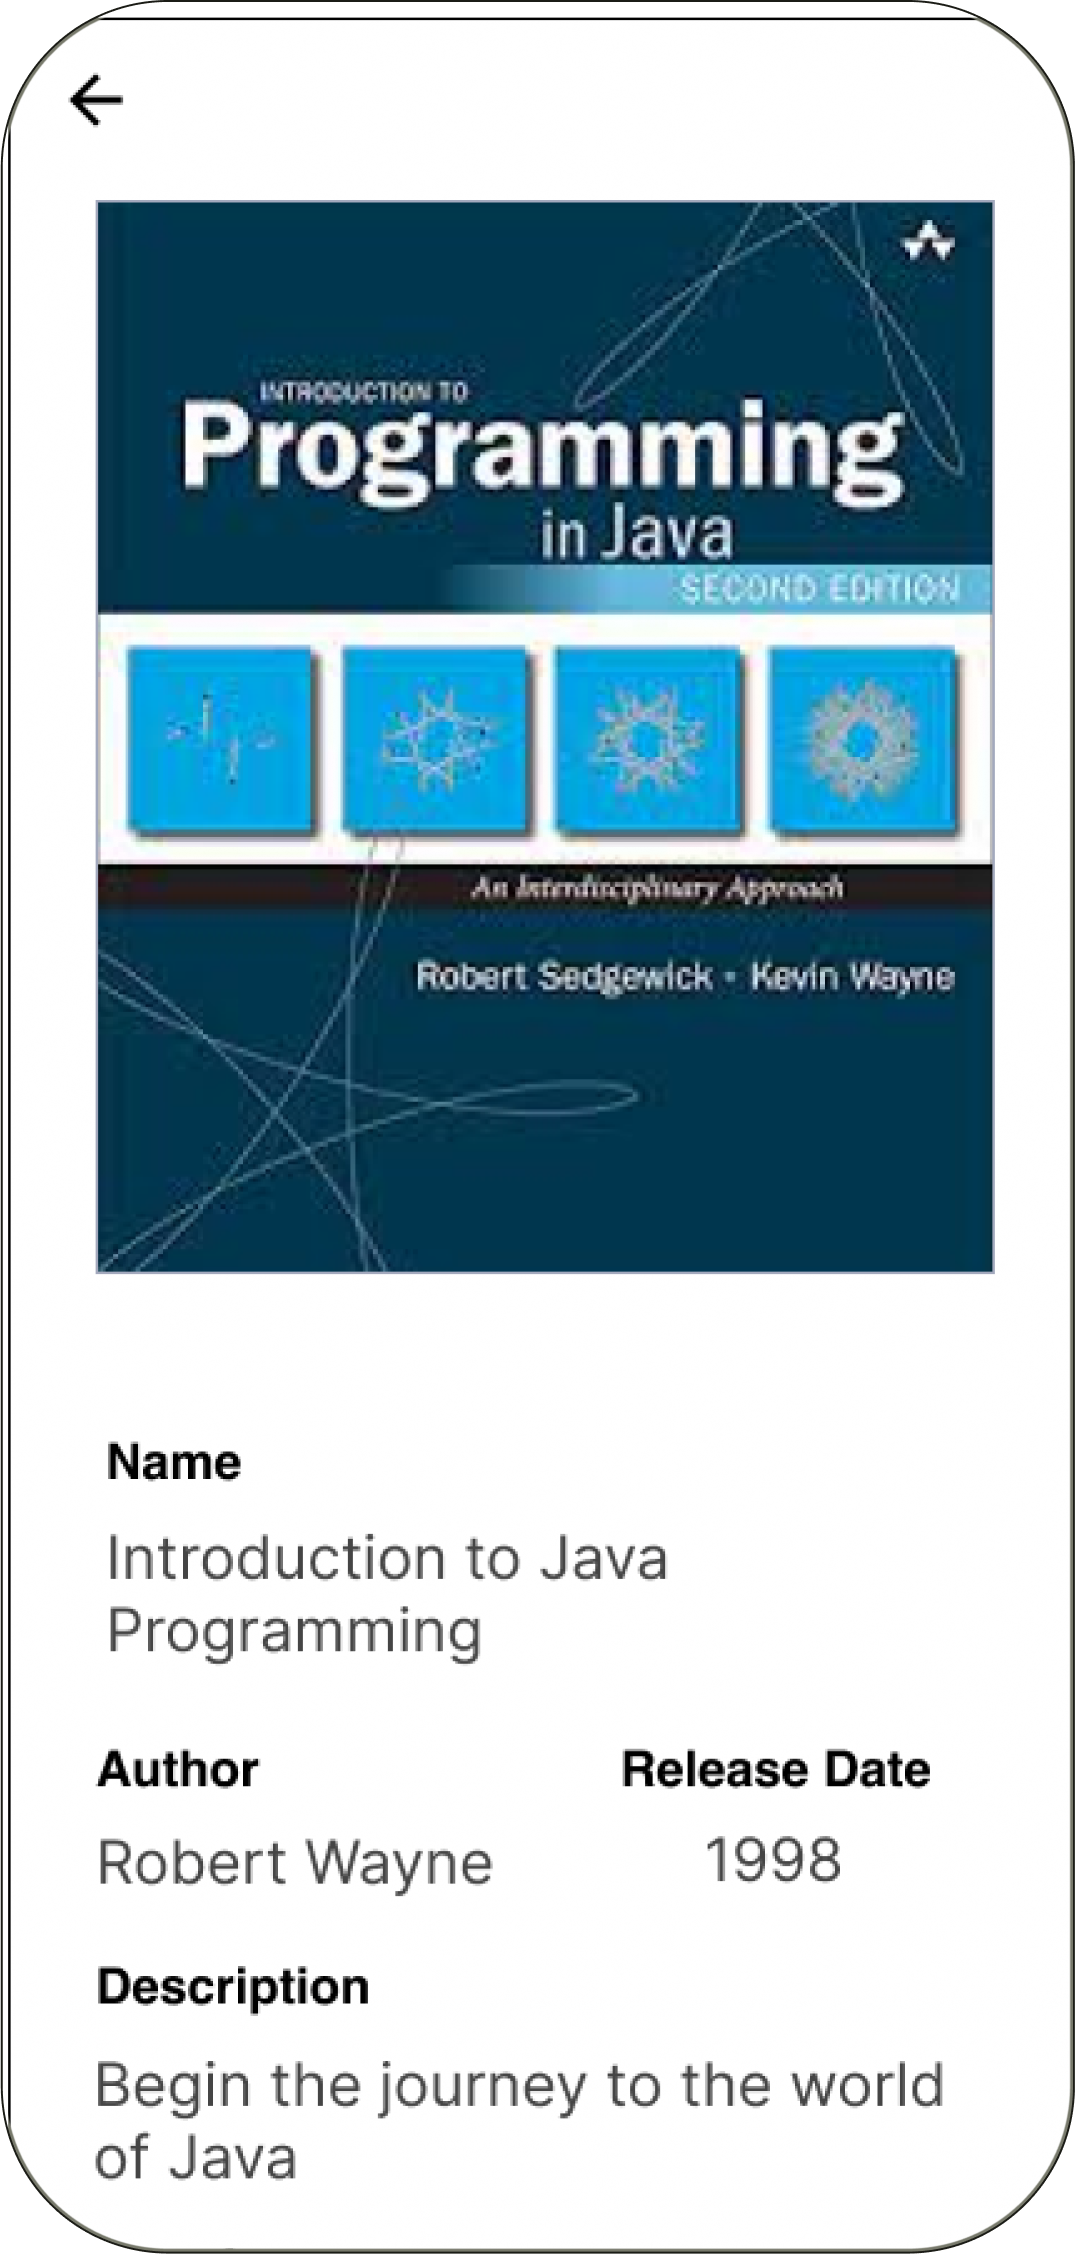 INTRODUCTION TO
Programming
in Java
SECOND EDITION
An Interdisciplinary Approach
Robert Sedgewick · Kevin Wayne
Name
Introduction to Java
Programming
Author Release Date
Robert Wayne 1998
Description
Begin the journey to the world
of Java